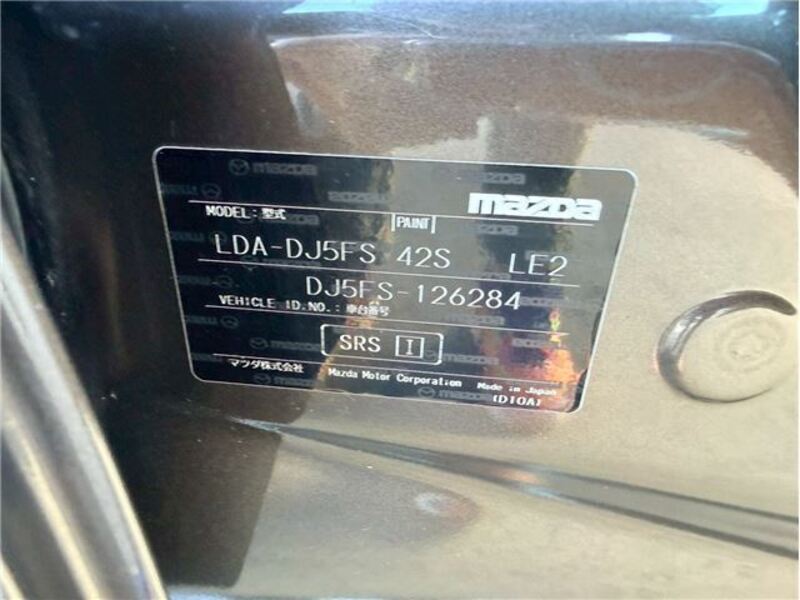 mazda
MODEL: 型式 PAINT
LDA-DJ5FS 42S LE2
DJ5FS-126284
VEHICLE ID.NO.: 車台番号
SRS I
マツダ株式会社 Mazda Motor Corporation Made in Japan
(D10A)